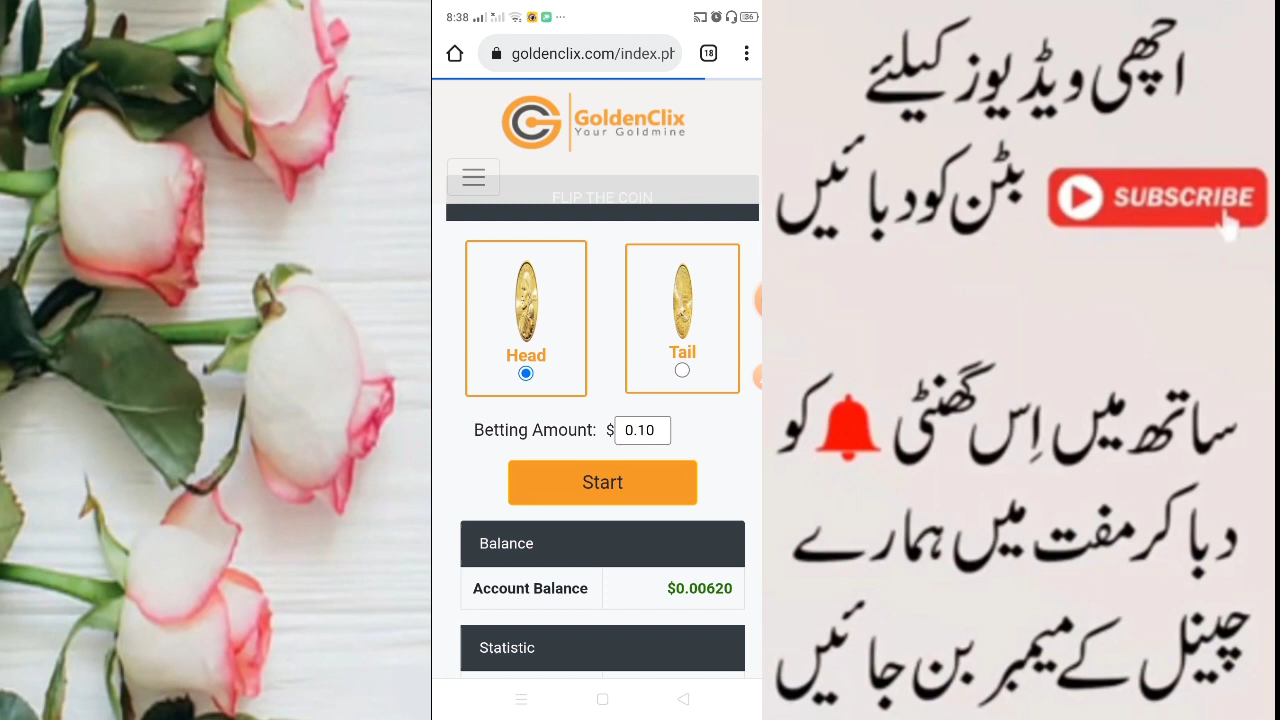 8:38
36
goldenclix.com/index.ph
18
GoldenClix
Your Goldmine
FLIP THE COIN
Head
Tail
Betting Amount: $ 0.10
Start
Balance
Account Balance $0.00620
Statistic
اچھی ویڈیوز کیلئے
بٹن کو دبائیں SUBSCRIBE
ساتھ میں اِس گھنٹی کو
دبا کر مفت میں ہمارے
چینل کے میمبر بن جائیں